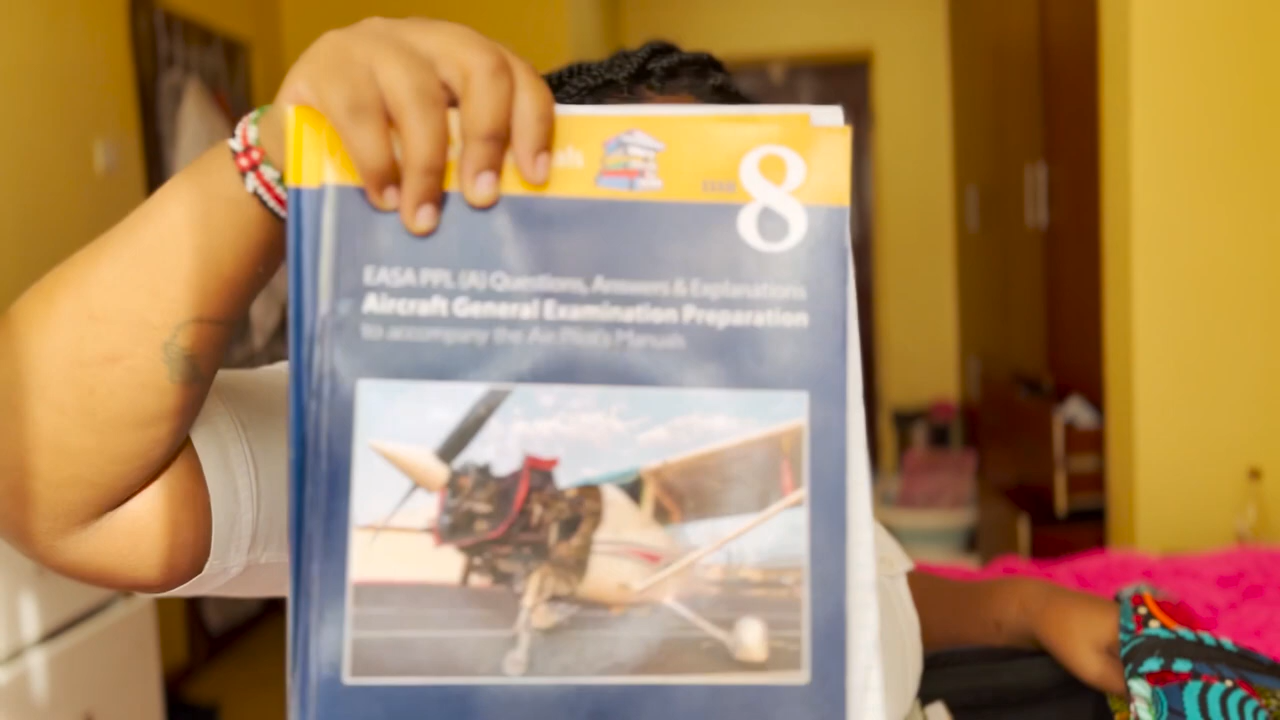 8
EASA PPL (A) Questions, Answers & Explanations
Aircraft General Examination Preparation
to accompany the Air Pilot's Manuals